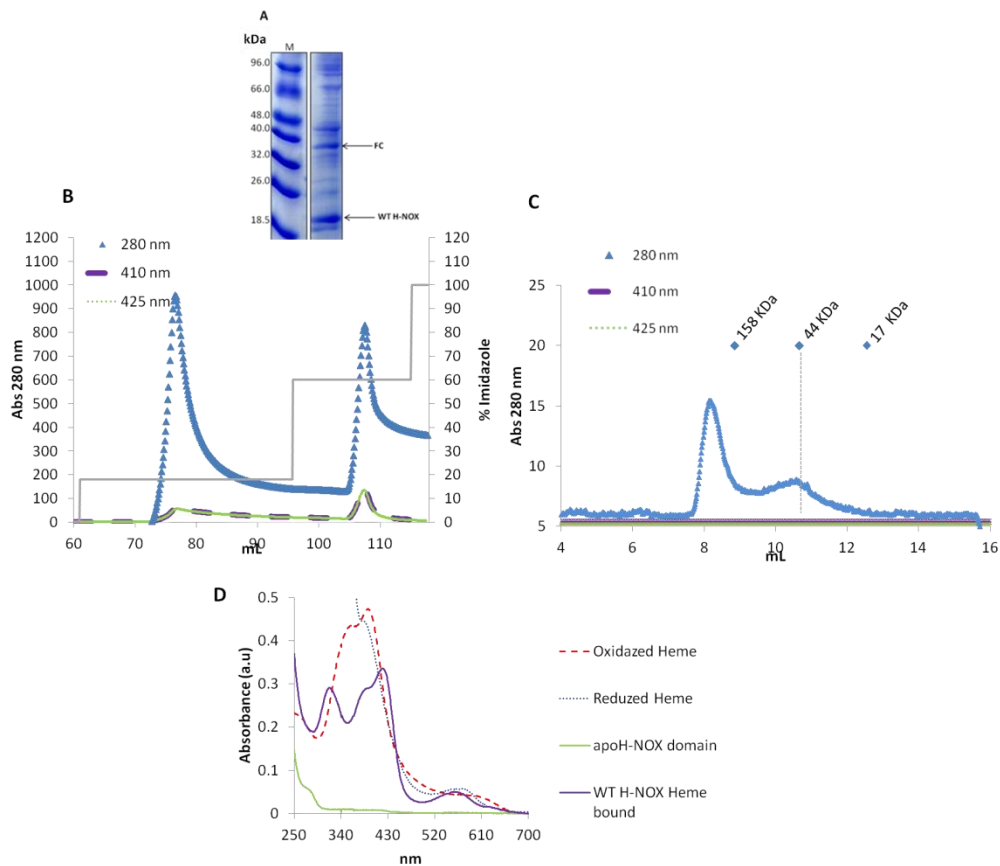 A
kDa
M
96.0
66.0
48.0
40.0
32.0
26.0
18.5
FC
WT H-NOX
B
280 nm
410 nm
425 nm
1200
1100
1000
900
800
700
600
500
400
300
200
100
0
Abs 280 nm
120
110
100
90
80
70
60
50
40
30
20
10
0
% Imidazole
60
80
100
110
mL
C
280 nm
410 nm
425 nm
158 KDa
44 KDa
17 KDa
25
20
15
10
5
Abs 280 nm
4
6
8
10
12
14
16
mL
D
0.5
0.4
0.3
0.2
0.1
0
Absorbance (a.u)
250
340
430
520
610
700
nm
Oxidazed Heme
Reduzed Heme
apoH-NOX domain
WT H-NOX Heme
bound